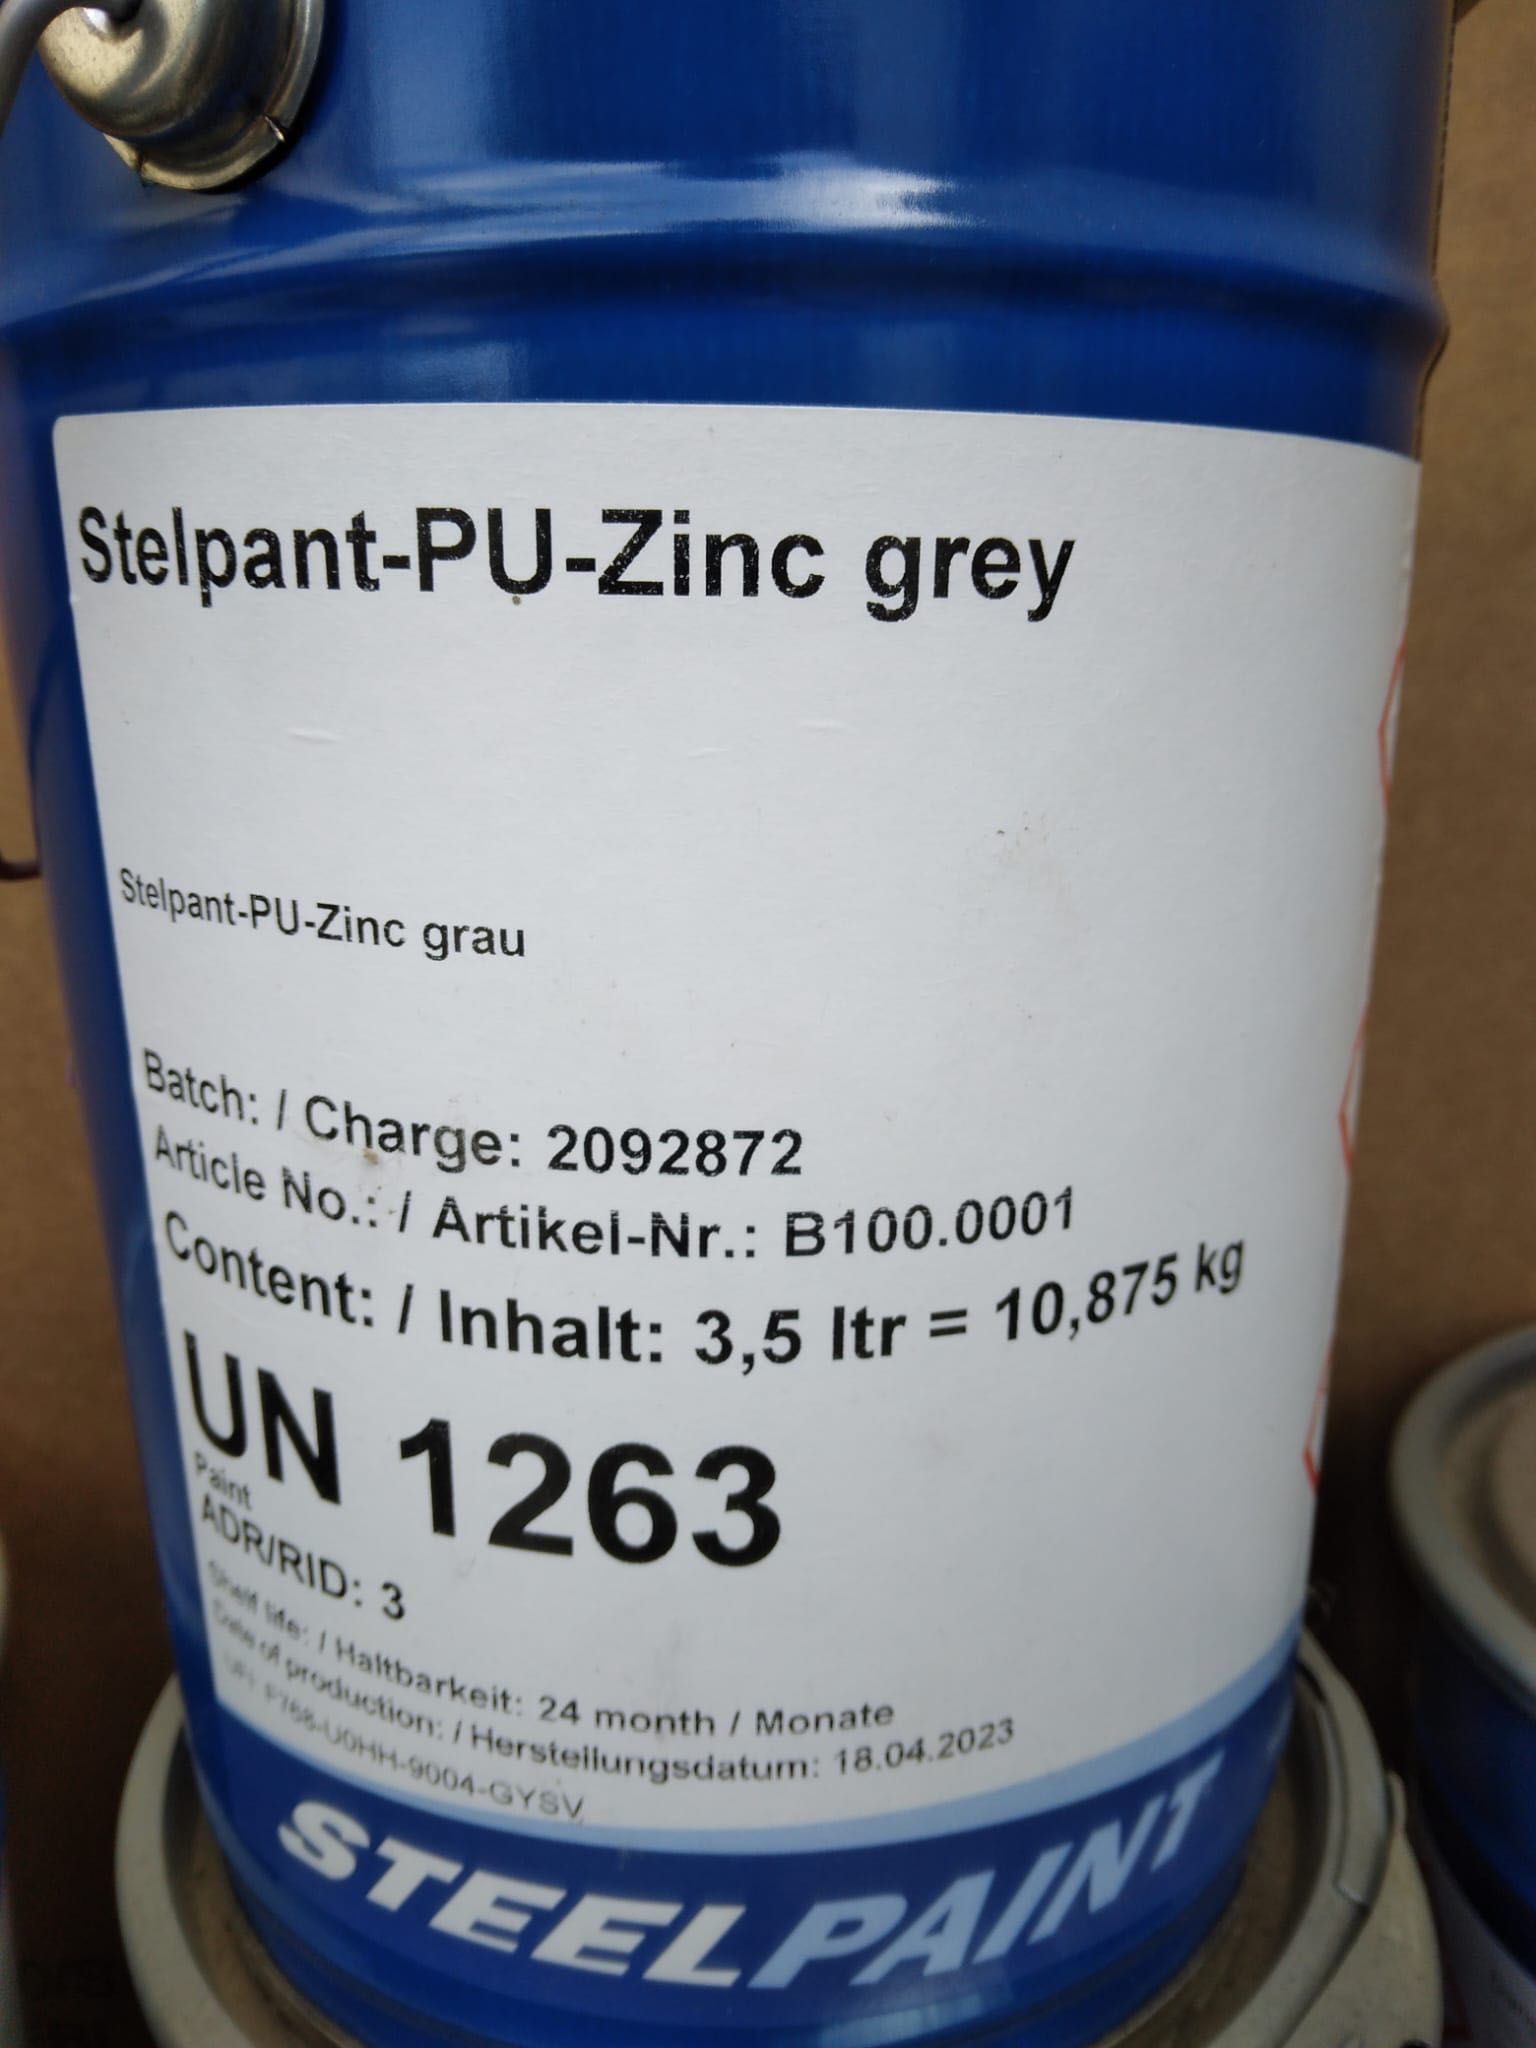 Stelpant-PU-Zinc grey
Stelpant-PU-Zinc grau
Batch: / Charge: 2092872
Article No.: / Artikel-Nr.: B100.0001
Content: / Inhalt: 3,5 ltr = 10,875 kg
UN 1263
Paint
ADR/RID: 3
Shelf life: / Haltbarkeit: 24 month / Monate
Date of production: / Herstellungsdatum: 18.04.2023
UFI: F768-U0HH-9004-GYSV
STEELPAINT